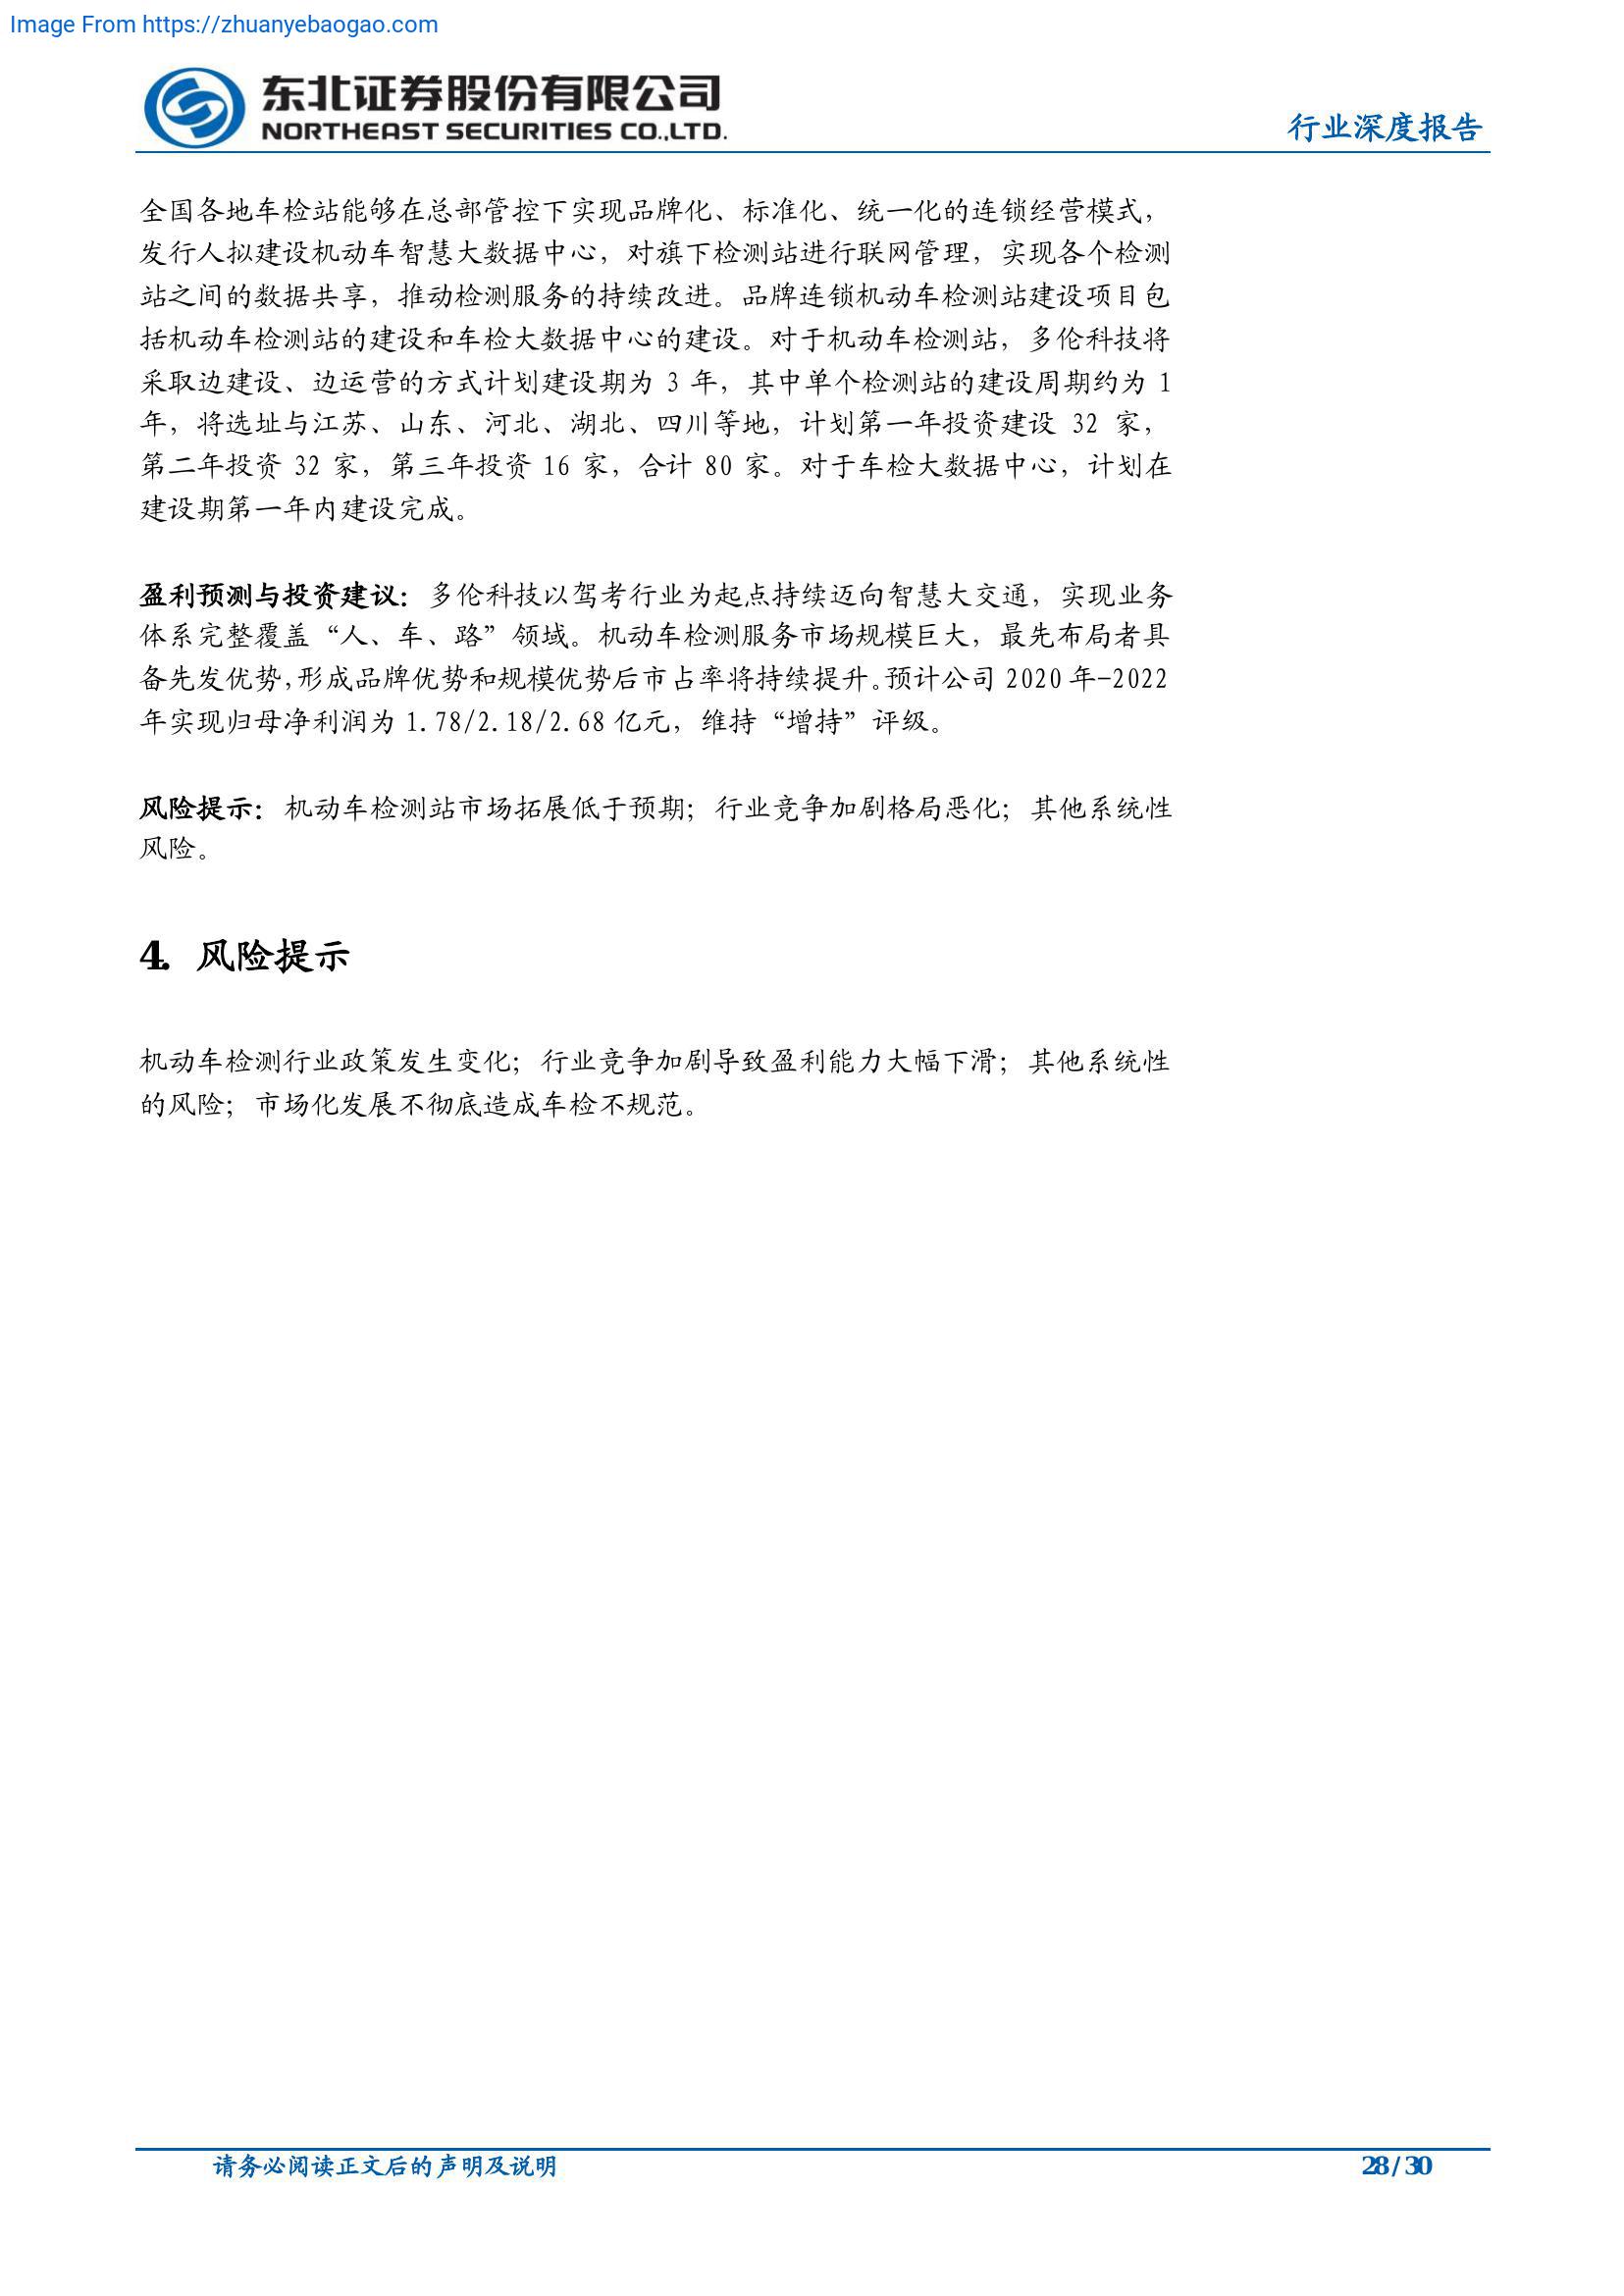 Image From https://zhuanyebaogao.com
东北证券股份有限公司
NORTHEAST SECURITIES CO.,LTD.
行业深度报告
全国各地车检站能够在总部管控下实现品牌化、标准化、统一化的连锁经营模式，
发行人拟建设机动车智慧大数据中心，对旗下检测站进行联网管理，实现各个检测
站之间的数据共享，推动检测服务的持续改进。品牌连锁机动车检测站建设项目包
括机动车检测站的建设和车检大数据中心的建设。对于机动车检测站，多伦科技将
采取边建设、边运营的方式计划建设期为 3 年，其中单个检测站的建设周期约为 1
年，将选址与江苏、山东、河北、湖北、四川等地，计划第一年投资建设 32 家，
第二年投资 32 家，第三年投资 16 家，合计 80 家。对于车检大数据中心，计划在
建设期第一年内建设完成。
盈利预测与投资建议：多伦科技以驾考行业为起点持续迈向智慧大交通，实现业务
体系完整覆盖“人、车、路”领域。机动车检测服务市场规模巨大，最先布局者具
备先发优势，形成品牌优势和规模优势后市占率将持续提升。预计公司 2020 年-2022
年实现归母净利润为 1.78/2.18/2.68 亿元，维持“增持”评级。
风险提示：机动车检测站市场拓展低于预期；行业竞争加剧格局恶化；其他系统性
风险。
4. 风险提示
机动车检测行业政策发生变化；行业竞争加剧导致盈利能力大幅下滑；其他系统性
的风险；市场化发展不彻底造成车检不规范。
请务必阅读正文后的声明及说明
28 / 30